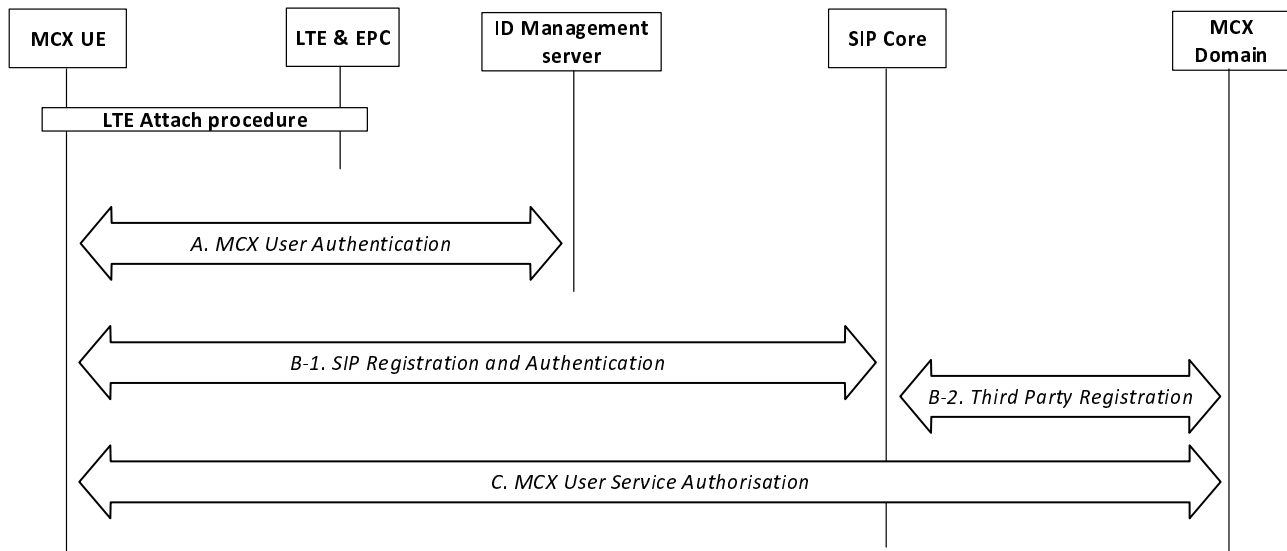 MCX UE
LTE & EPC
ID Management
server
SIP Core
MCX
Domain
LTE Attach procedure
A. MCX User Authentication
B-1. SIP Registration and Authentication
B-2. Third Party Registration
C. MCX User Service Authorisation